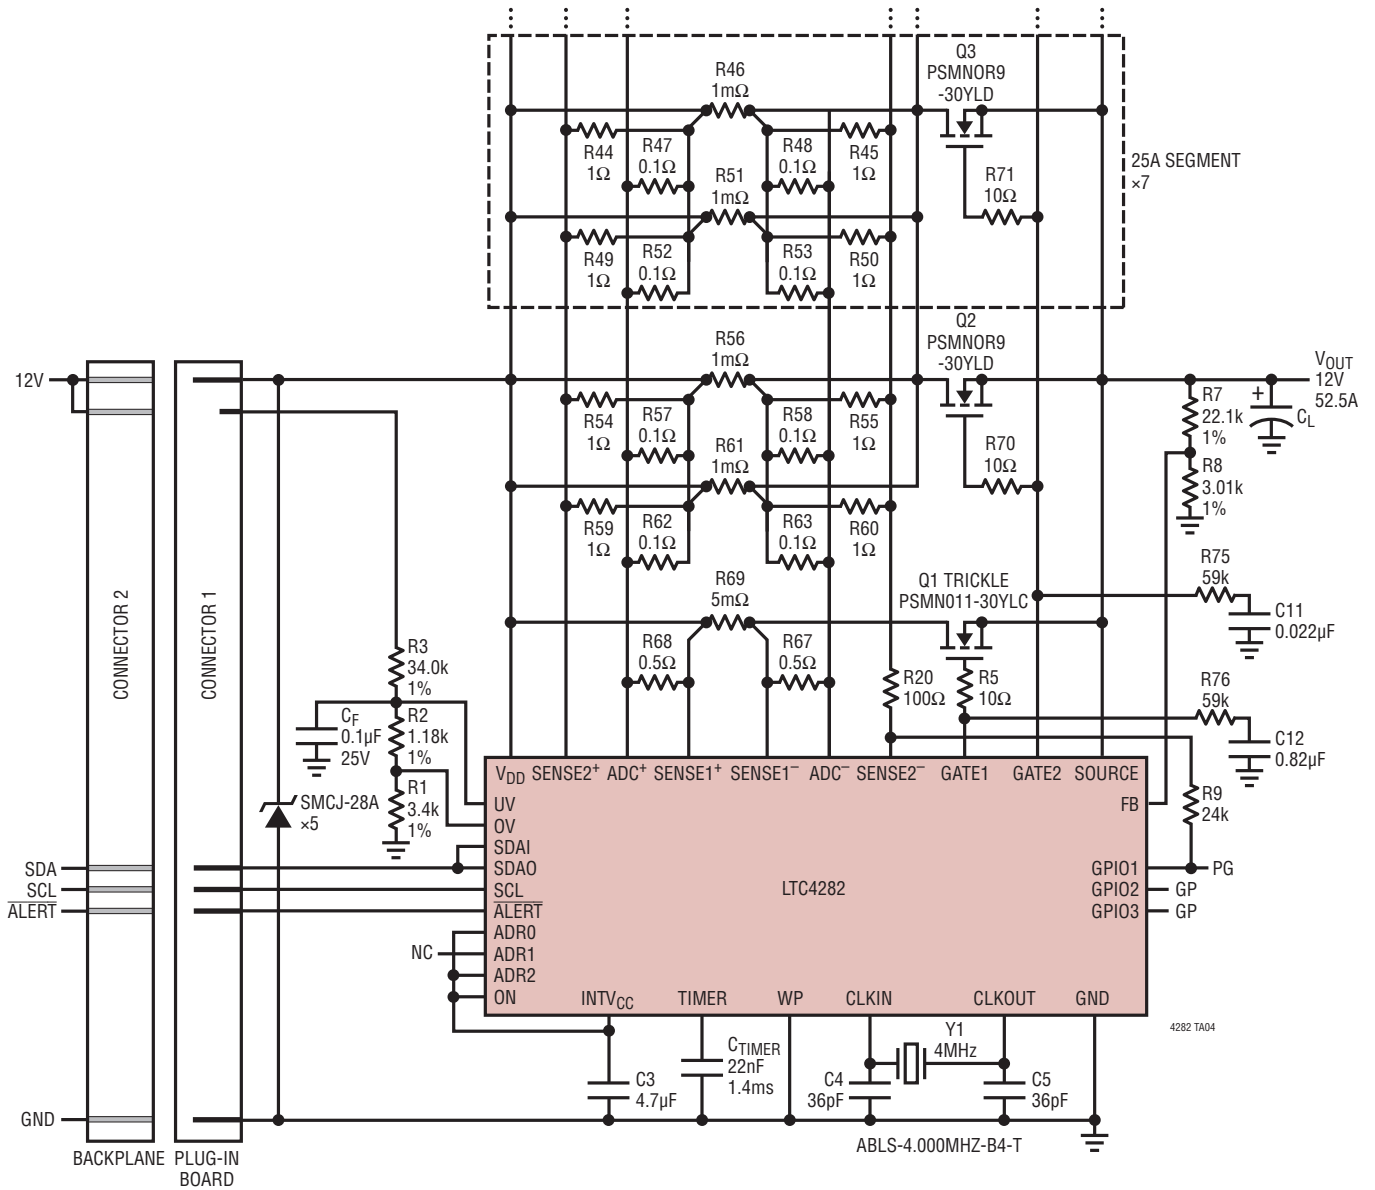 Q3
PSMNOR9
-30YLD
R46
1mΩ
R44
1Ω
R47
0.1Ω
R48
0.1Ω
R45
1Ω
R51
1mΩ
R71
10Ω
25A SEGMENT
×7
R49
1Ω
R52
0.1Ω
R53
0.1Ω
R50
1Ω
Q2
PSMNOR9
-30YLD
R56
1mΩ
12V
VOUT
12V
52.5A
R54
1Ω
R57
0.1Ω
R58
0.1Ω
R55
1Ω
R7
22.1k
1%
+
CL
R61
1mΩ
R70
10Ω
R8
3.01k
1%
R59
1Ω
R62
0.1Ω
R63
0.1Ω
R60
1Ω
R69
5mΩ
Q1 TRICKLE
PSMN011-30YLC
R75
59k
C11
0.022µF
CONNECTOR 2
CONNECTOR 1
R3
34.0k
1%
R68
0.5Ω
R67
0.5Ω
R20
100Ω
R5
10Ω
R76
59k
CF
0.1µF
25V
R2
1.18k
1%
C12
0.82µF
R1
3.4k
1%
SMCJ-28A
×5
R9
24k
VDD
SENSE2+
ADC+
SENSE1+
SENSE1–
ADC–
SENSE2–
GATE1
GATE2
SOURCE
UV
FB
OV
SDAI
SDA
SDAO
GPIO1
PG
SCL
SCL
LTC4282
GPIO2
GP
ALERT
ALERT
GPIO3
GP
ADR0
NC
ADR1
ADR2
ON
INTVCC
TIMER
WP
CLKIN
CLKOUT
GND
4282 TA04
Y1
4MHz
CTIMER
22nF
1.4ms
C3
4.7µF
C4
36pF
C5
36pF
GND
ABLS-4.000MHZ-B4-T
BACKPLANE
PLUG-IN
BOARD